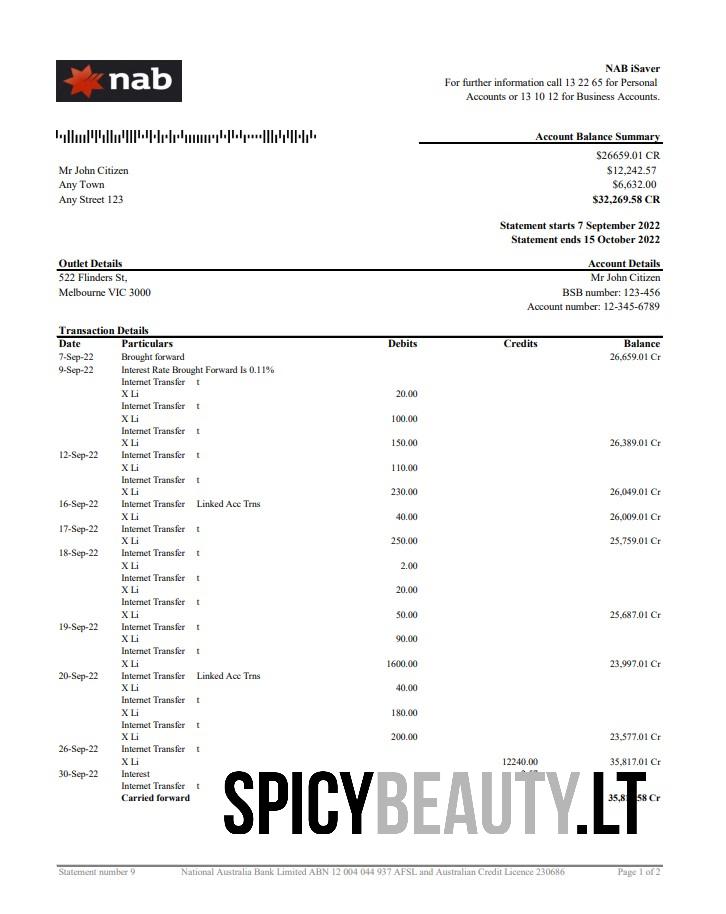 nab
NAB iSaver
For further information call 13 22 65 for Personal
Accounts or 13 10 12 for Business Accounts.
Account Balance Summary
$26659.01 CR
Mr John Citizen $12,242.57
Any Town $6,632.00
Any Street 123 $32,269.58 CR
Statement starts 7 September 2022
Statement ends 15 October 2022
Outlet Details Account Details
522 Flinders St, Mr John Citizen
Melbourne VIC 3000 BSB number: 123-456
Account number: 12-345-6789
Transaction Details
Date Particulars Debits Credits Balance
7-Sep-22 Brought forward 26,659.01 Cr
9-Sep-22 Interest Rate Brought Forward Is 0.11%
Internet Transfer t
X Li 20.00
Internet Transfer t
X Li 100.00
Internet Transfer t
X Li 150.00 26,389.01 Cr
12-Sep-22 Internet Transfer t
X Li 110.00
Internet Transfer t
X Li 230.00 26,049.01 Cr
16-Sep-22 Internet Transfer Linked Acc Trns
X Li 40.00 26,009.01 Cr
17-Sep-22 Internet Transfer t
X Li 250.00 25,759.01 Cr
18-Sep-22 Internet Transfer t
X Li 2.00
Internet Transfer t
X Li 20.00
Internet Transfer t
X Li 50.00 25,687.01 Cr
19-Sep-22 Internet Transfer t
X Li 90.00
Internet Transfer t
X Li 1600.00 23,997.01 Cr
20-Sep-22 Internet Transfer Linked Acc Trns
X Li 40.00
Internet Transfer t
X Li 180.00
Internet Transfer t
X Li 200.00 23,577.01 Cr
26-Sep-22 Internet Transfer t
X Li 12240.00 35,817.01 Cr
30-Sep-22 Interest
Internet Transfer t
Carried forward Cr
SPICYBEAUTY.LT
Statement number 9 National Australia Bank Limited ABN 12 004 044 937 AFSL and Australian Credit Licence 230686 Page 1 of 2